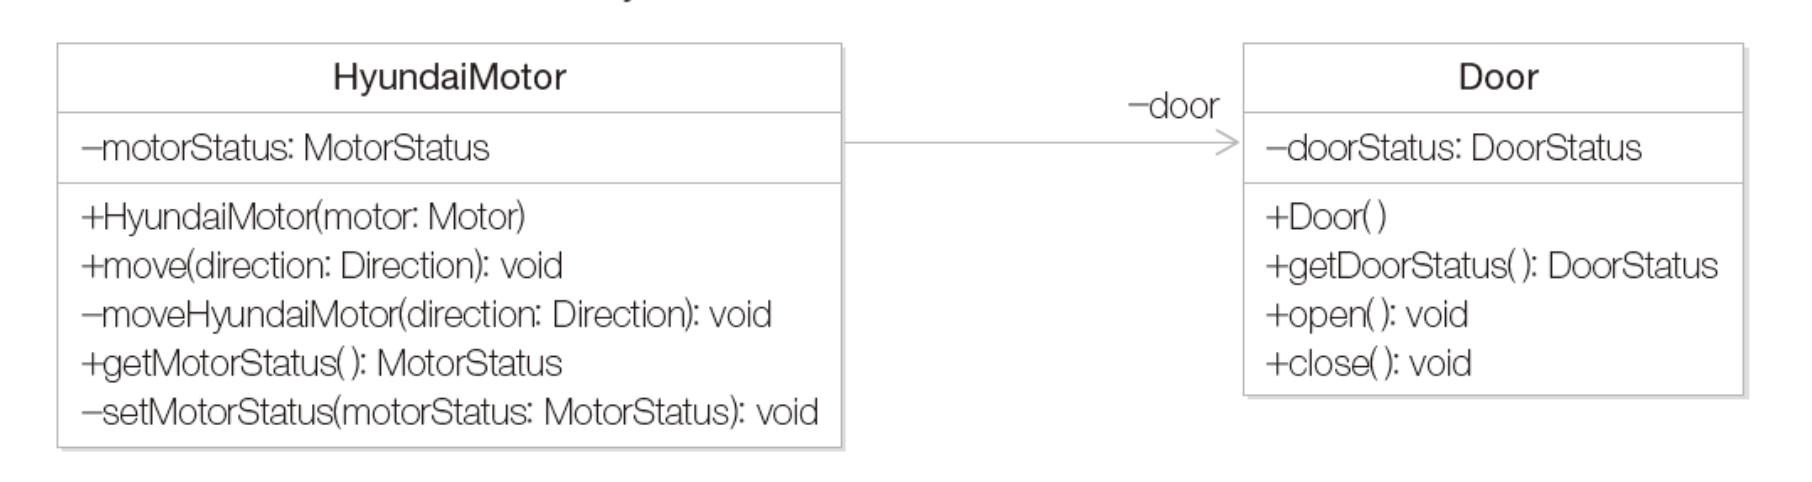 HyundaiMotor
–motorStatus: MotorStatus
+HyundaiMotor(motor: Motor)
+move(direction: Direction): void
–moveHyundaiMotor(direction: Direction): void
+getMotorStatus( ): MotorStatus
–setMotorStatus(motorStatus: MotorStatus): void
–door
Door
–doorStatus: DoorStatus
+Door( )
+getDoorStatus( ): DoorStatus
+open( ): void
+close( ): void